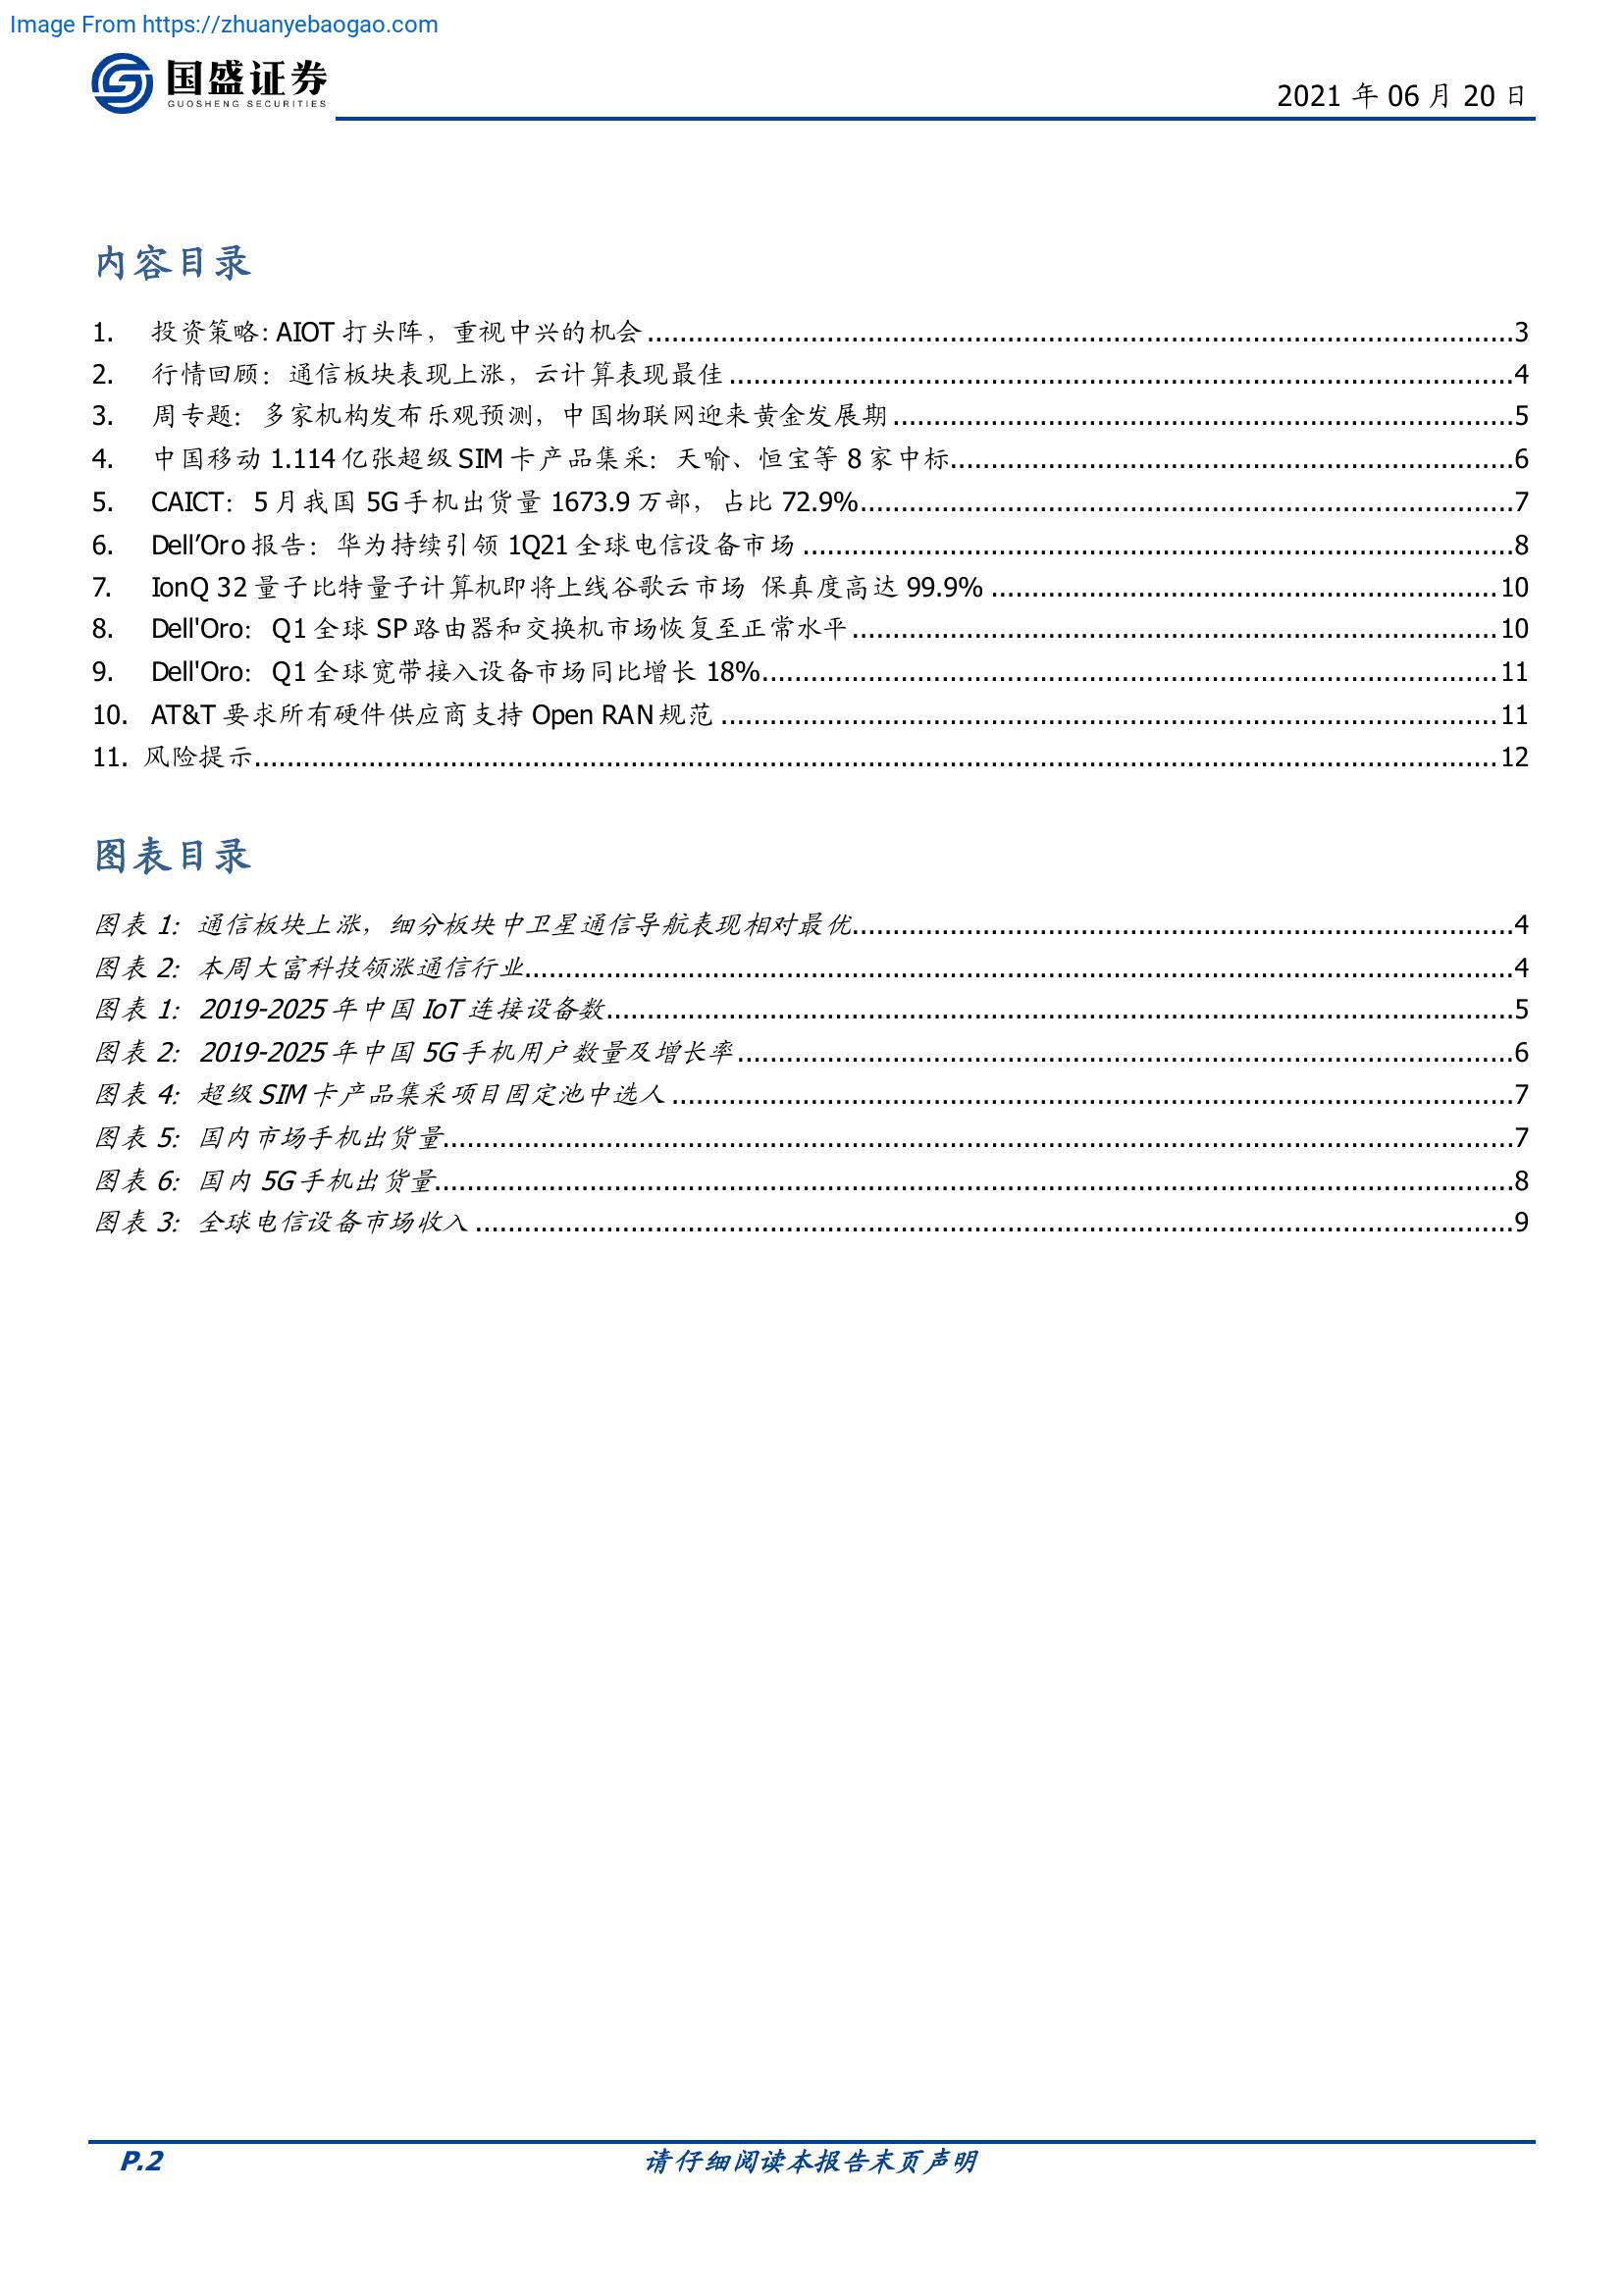 Image From https://zhuanyebaogao.com
国盛证券
GUOSHENG SECURITIES
2021 年 06 月 20 日
内容目录
1. 投资策略: AIOT 打头阵，重视中兴的机会 3
2. 行情回顾：通信板块表现上涨，云计算表现最佳 4
3. 周专题：多家机构发布乐观预测，中国物联网迎来黄金发展期 5
4. 中国移动 1.114 亿张超级 SIM 卡产品集采：天喻、恒宝等 8 家中标 6
5. CAICT：5 月我国 5G 手机出货量 1673.9 万部，占比 72.9% 7
6. Dell’Oro 报告：华为持续引领 1Q21 全球电信设备市场 8
7. IonQ 32 量子比特量子计算机即将上线谷歌云市场 保真度高达 99.9% 10
8. Dell'Oro：Q1 全球 SP 路由器和交换机市场恢复至正常水平 10
9. Dell'Oro：Q1 全球宽带接入设备市场同比增长 18% 11
10. AT&T 要求所有硬件供应商支持 Open RAN 规范 11
11. 风险提示 12
图表目录
图表 1：通信板块上涨，细分板块中卫星通信导航表现相对最优 4
图表 2：本周大富科技领涨通信行业 4
图表 1：2019-2025 年中国 IoT 连接设备数 5
图表 2：2019-2025 年中国 5G 手机用户数量及增长率 6
图表 4：超级 SIM 卡产品集采项目固定池中选人 7
图表 5：国内市场手机出货量 7
图表 6：国内 5G 手机出货量 8
图表 3：全球电信设备市场收入 9
P.2 请仔细阅读本报告末页声明